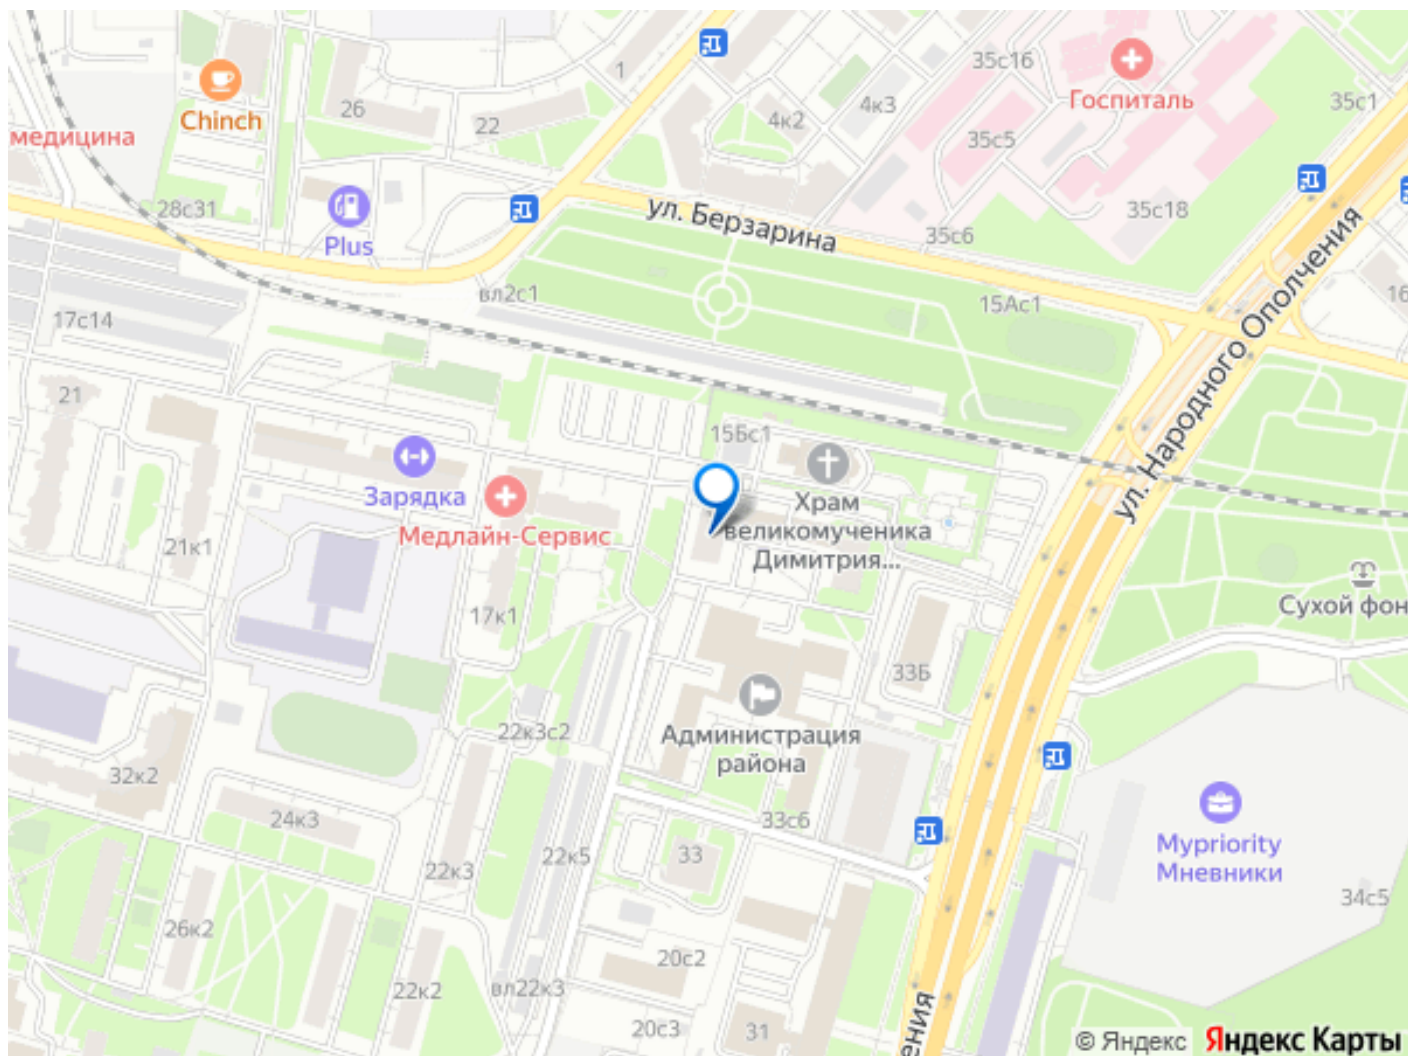 35с16
Госпиталь
35с1
1
Chinch
26
22
4к2
4к3
35с5
медицина
28с31
Plus
ул. Берзарина
35с6
35с18
вл2с1
15Ас1
ул. Народного Ополчения
16
17с14
21
15Бс1
Зарядка
Медлайн-Сервис
Храм
великомученика
Димитрия...
21к1
17к1
Сухой фон
33Б
22к3с2
Администрация
района
32к2
24к3
33с6
22к5
33
22к3
Mypriority
Мневники
34с5
26к2
20с2
22к2
вл22к3
20с3
31
ения
© Яндекс Яндекс Карты